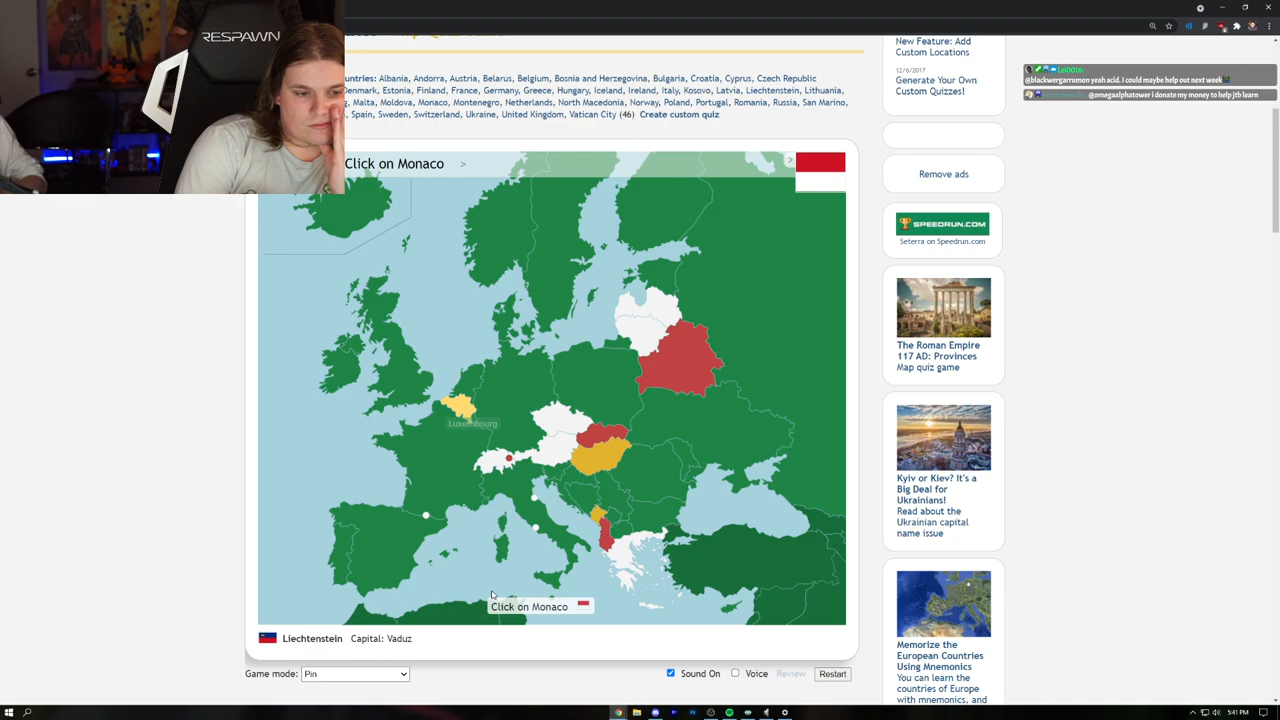 RESPAWN
New Feature: Add
Custom Locations
12/6/2017
Generate Your Own
Custom Quizzes!
Lei0016:
@blackwergarrumon yeah acid. I could maybe help out next week
@omegaalphatower i donate my money to help jtb learn
untries: Albania, Andorra, Austria, Belarus, Belgium, Bosnia and Herzegovina, Bulgaria, Croatia, Cyprus, Czech Republic
enmark, Estonia, Finland, France, Germany, Greece, Hungary, Iceland, Ireland, Italy, Kosovo, Latvia, Liechtenstein, Lithuania,
g, Malta, Moldova, Monaco, Montenegro, Netherlands, North Macedonia, Norway, Poland, Portugal, Romania, Russia, San Marino,
Spain, Sweden, Switzerland, Ukraine, United Kingdom, Vatican City (46) Create custom quiz
Click on Monaco >
>
Remove ads
SPEEDRUN.COM
Seterra on Speedrun.com
The Roman Empire
117 AD: Provinces
Map quiz game
Luxembourg
Kyiv or Kiev? It's a
Big Deal for
Ukrainians!
Read about the
Ukrainian capital
name issue
Click on Monaco
Liechtenstein Capital: Vaduz
Memorize the
European Countries
Using Mnemonics
You can learn the
countries of Europe
with mnemonics, and
Game mode: Pin
Sound On Voice Review Restart
5:41 PM